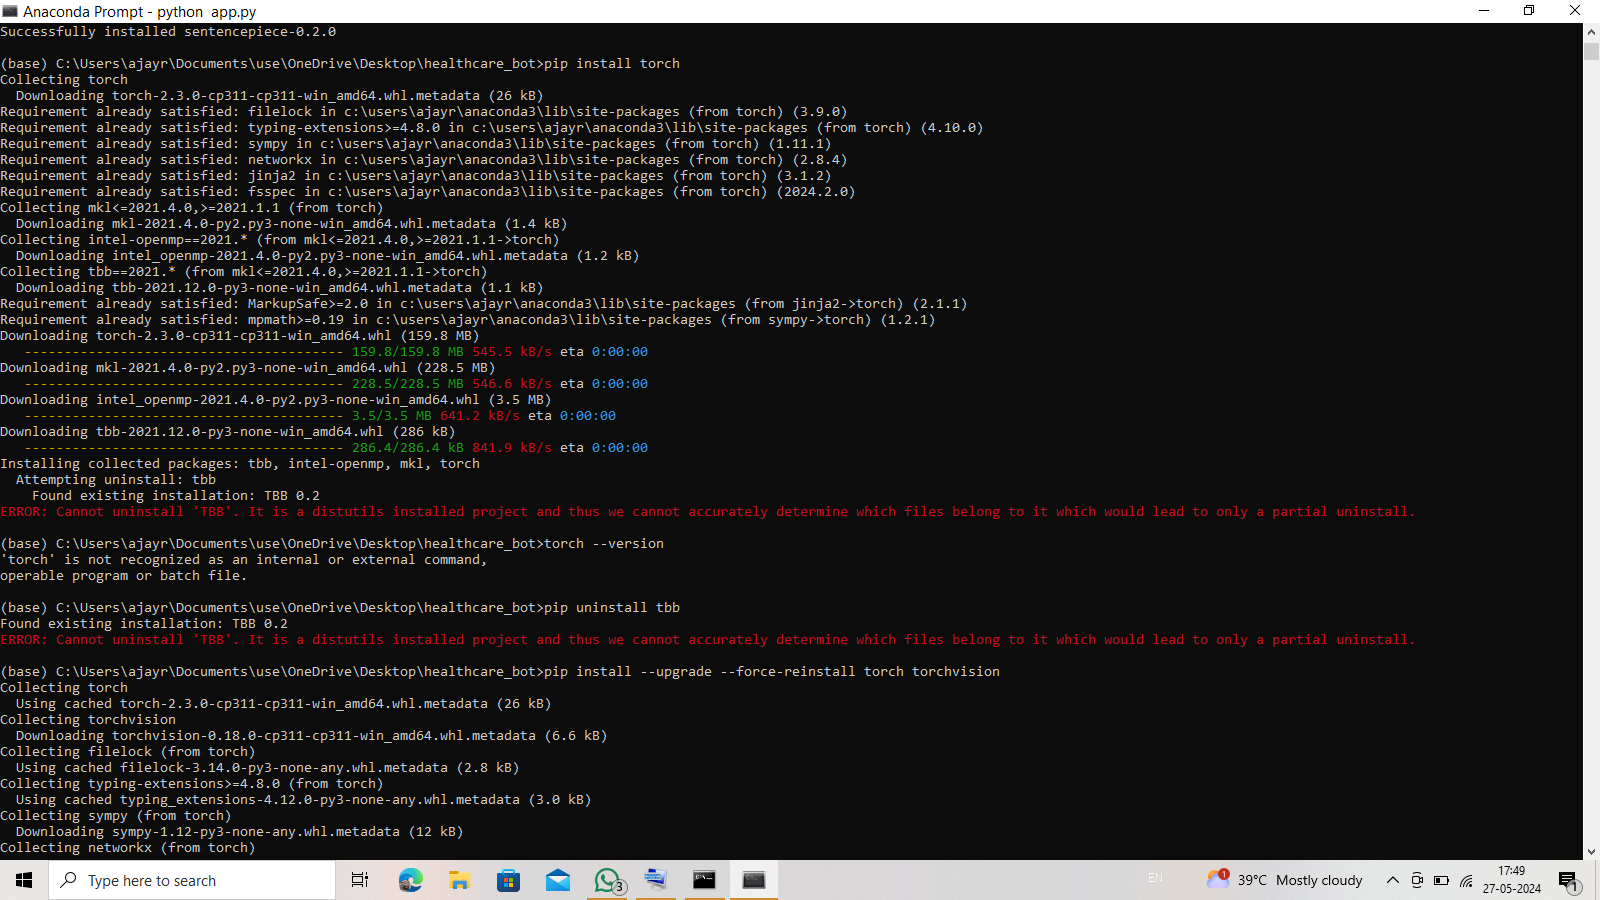 Anaconda Prompt - python  app.py
Successfully installed sentencepiece-0.2.0
(base) C:\Users\ajayr\Documents\use\OneDrive\Desktop\healthcare_bot>pip install torch
Collecting torch
  Downloading torch-2.3.0-cp311-cp311-win_amd64.whl.metadata (26 kB)
Requirement already satisfied: filelock in c:\users\ajayr\anaconda3\lib\site-packages (from torch) (3.9.0)
Requirement already satisfied: typing-extensions>=4.8.0 in c:\users\ajayr\anaconda3\lib\site-packages (from torch) (4.10.0)
Requirement already satisfied: sympy in c:\users\ajayr\anaconda3\lib\site-packages (from torch) (1.11.1)
Requirement already satisfied: networkx in c:\users\ajayr\anaconda3\lib\site-packages (from torch) (2.8.4)
Requirement already satisfied: jinja2 in c:\users\ajayr\anaconda3\lib\site-packages (from torch) (3.1.2)
Requirement already satisfied: fsspec in c:\users\ajayr\anaconda3\lib\site-packages (from torch) (2024.2.0)
Collecting mkl<=2021.4.0,>=2021.1.1 (from torch)
  Downloading mkl-2021.4.0-py2.py3-none-win_amd64.whl.metadata (1.4 kB)
Collecting intel-openmp==2021.* (from mkl<=2021.4.0,>=2021.1.1->torch)
  Downloading intel_openmp-2021.4.0-py2.py3-none-win_amd64.whl.metadata (1.2 kB)
Collecting tbb==2021.* (from mkl<=2021.4.0,>=2021.1.1->torch)
  Downloading tbb-2021.12.0-py3-none-win_amd64.whl.metadata (1.1 kB)
Requirement already satisfied: MarkupSafe>=2.0 in c:\users\ajayr\anaconda3\lib\site-packages (from jinja2->torch) (2.1.1)
Requirement already satisfied: mpmath>=0.19 in c:\users\ajayr\anaconda3\lib\site-packages (from sympy->torch) (1.2.1)
Downloading torch-2.3.0-cp311-cp311-win_amd64.whl (159.8 MB)
   ---------------------------------------- 159.8/159.8 MB 545.5 kB/s eta 0:00:00
Downloading mkl-2021.4.0-py2.py3-none-win_amd64.whl (228.5 MB)
   ---------------------------------------- 228.5/228.5 MB 546.6 kB/s eta 0:00:00
Downloading intel_openmp-2021.4.0-py2.py3-none-win_amd64.whl (3.5 MB)
   ---------------------------------------- 3.5/3.5 MB 641.2 kB/s eta 0:00:00
Downloading tbb-2021.12.0-py3-none-win_amd64.whl (286 kB)
   ---------------------------------------- 286.4/286.4 kB 841.9 kB/s eta 0:00:00
Installing collected packages: tbb, intel-openmp, mkl, torch
  Attempting uninstall: tbb
    Found existing installation: TBB 0.2
ERROR: Cannot uninstall 'TBB'. It is a distutils installed project and thus we cannot accurately determine which files belong to it which would lead to only a partial uninstall.
(base) C:\Users\ajayr\Documents\use\OneDrive\Desktop\healthcare_bot>torch --version
'torch' is not recognized as an internal or external command,
operable program or batch file.
(base) C:\Users\ajayr\Documents\use\OneDrive\Desktop\healthcare_bot>pip uninstall tbb
Found existing installation: TBB 0.2
ERROR: Cannot uninstall 'TBB'. It is a distutils installed project and thus we cannot accurately determine which files belong to it which would lead to only a partial uninstall.
(base) C:\Users\ajayr\Documents\use\OneDrive\Desktop\healthcare_bot>pip install --upgrade --force-reinstall torch torchvision
Collecting torch
  Using cached torch-2.3.0-cp311-cp311-win_amd64.whl.metadata (26 kB)
Collecting torchvision
  Downloading torchvision-0.18.0-cp311-cp311-win_amd64.whl.metadata (6.6 kB)
Collecting filelock (from torch)
  Using cached filelock-3.14.0-py3-none-any.whl.metadata (2.8 kB)
Collecting typing-extensions>=4.8.0 (from torch)
  Using cached typing_extensions-4.12.0-py3-none-any.whl.metadata (3.0 kB)
Collecting sympy (from torch)
  Downloading sympy-1.12-py3-none-any.whl.metadata (12 kB)
Collecting networkx (from torch)
Type here to search
3
EN
1
39°C Mostly cloudy
17:49
27-05-2024
1